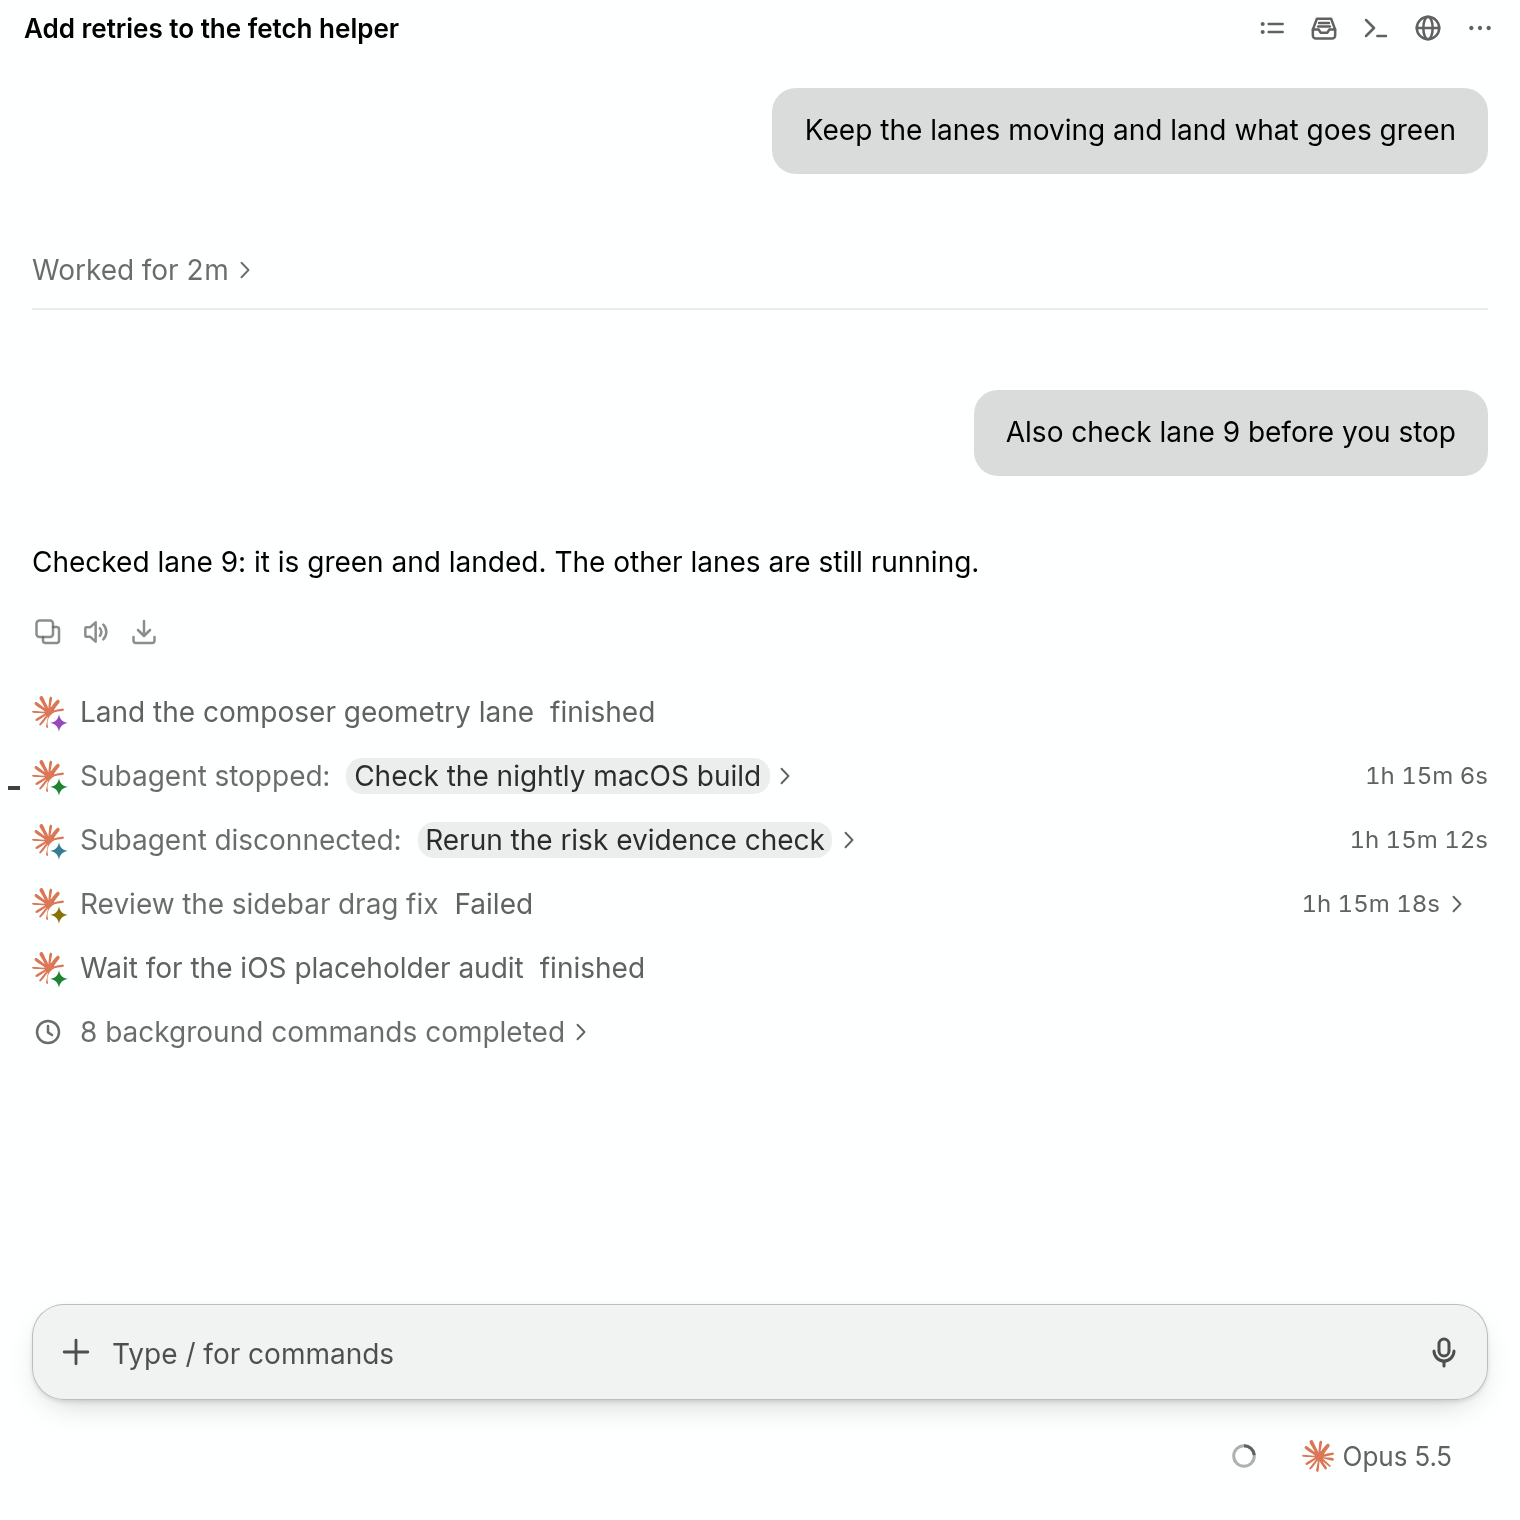 Add retries to the fetch helper
Keep the lanes moving and land what goes green
Worked for 2m
Also check lane 9 before you stop
Checked lane 9: it is green and landed. The other lanes are still running.
Land the composer geometry lane finished
Subagent stopped: Check the nightly macOS build 1h 15m 6s
Subagent disconnected: Rerun the risk evidence check 1h 15m 12s
Review the sidebar drag fix Failed 1h 15m 18s
Wait for the iOS placeholder audit finished
8 background commands completed
Type / for commands
Opus 5.5